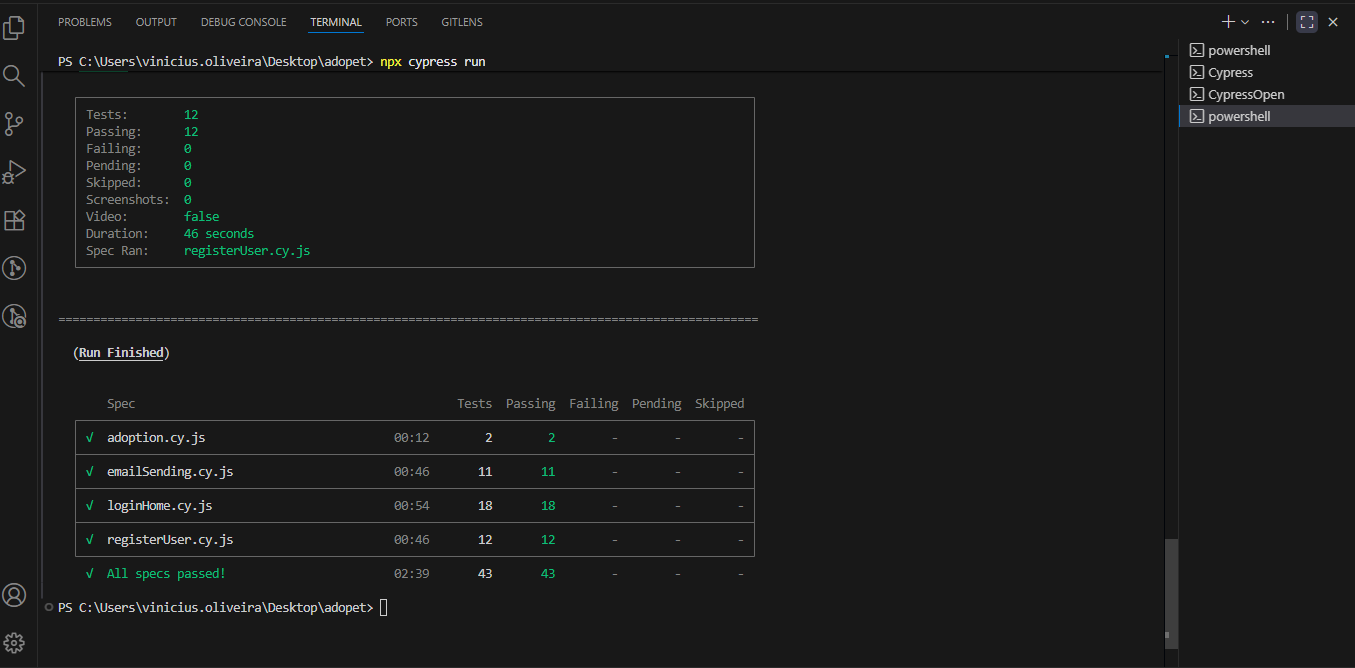 PROBLEMS OUTPUT DEBUG CONSOLE TERMINAL PORTS GITLENS
PS C:\Users\vinicius.oliveira\Desktop\adopet> npx cypress run
Tests: 12
Passing: 12
Failing: 0
Pending: 0
Skipped: 0
Screenshots: 0
Video: false
Duration: 46 seconds
Spec Ran: registerUser.cy.js
====================================================================================================
(Run Finished)
Spec Tests Passing Failing Pending Skipped
√ adoption.cy.js 00:12 2 2 - - -
√ emailSending.cy.js 00:46 11 11 - - -
√ loginHome.cy.js 00:54 18 18 - - -
√ registerUser.cy.js 00:46 12 12 - - -
√ All specs passed! 02:39 43 43 - - -
PS C:\Users\vinicius.oliveira\Desktop\adopet>
powershell
Cypress
CypressOpen
powershell